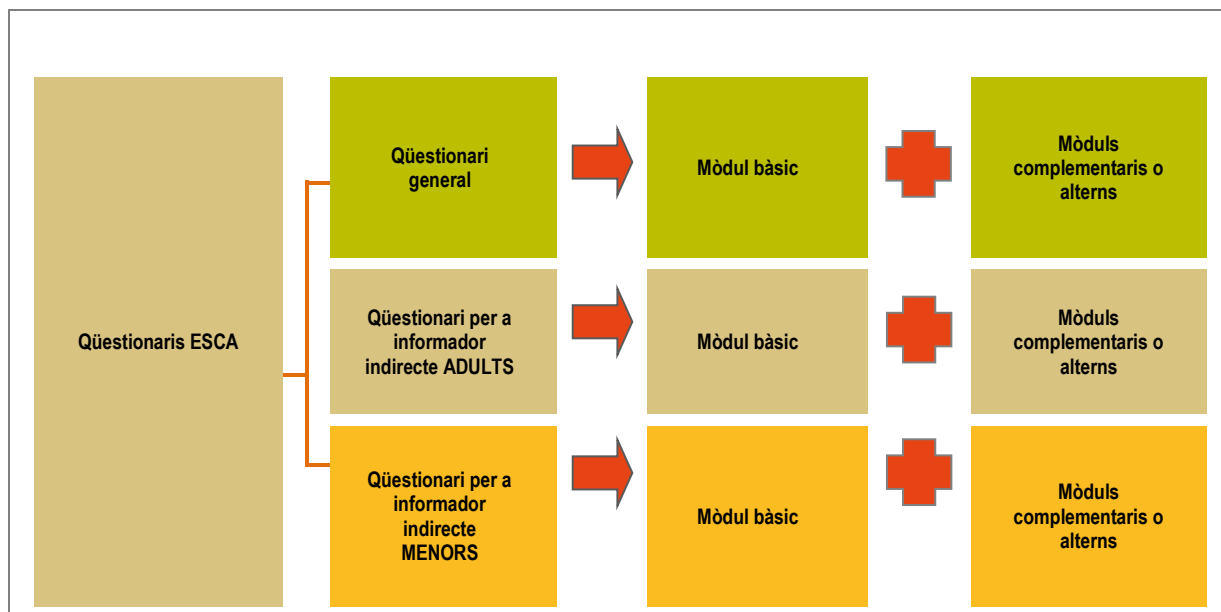 Qüestionaris ESCA
Qüestionari
general
Mòdul bàsic
Mòduls
complementaris o
alterns
Qüestionari per a
informador
indirecte ADULTS
Mòdul bàsic
Mòduls
complementaris o
alterns
Qüestionari per a
informador
indirecte
MENORS
Mòdul bàsic
Mòduls
complementaris o
alterns